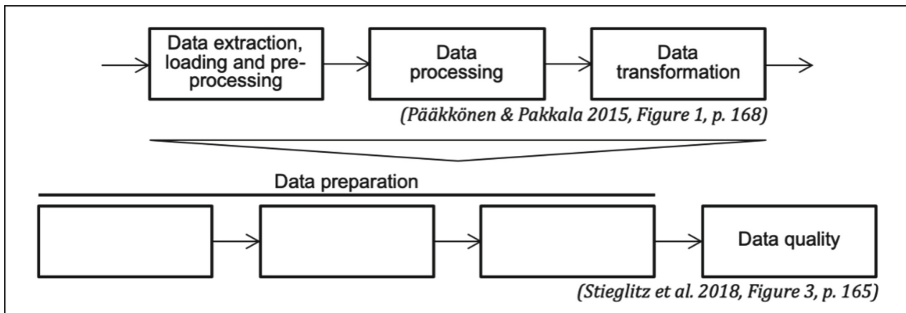 Data extraction,
loading and pre-
processing
Data
processing
Data
transformation
(Pääkkönen & Pakkala 2015, Figure 1, p. 168)
Data preparation
Data quality
(Stieglitz et al. 2018, Figure 3, p. 165)